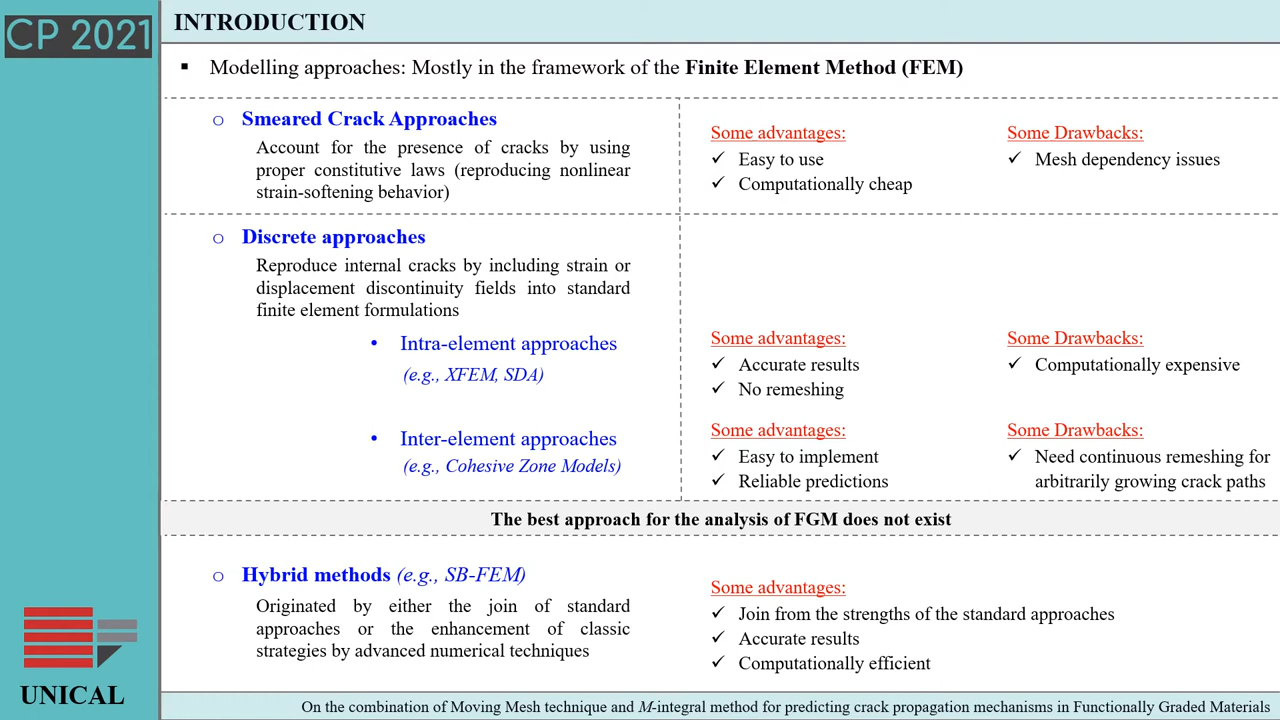 CP 2021
INTRODUCTION
▪ Modelling approaches: Mostly in the framework of the Finite Element Method (FEM)
o Smeared Crack Approaches
Account for the presence of cracks by using
proper constitutive laws (reproducing nonlinear
strain-softening behavior)
Some advantages:
✓ Easy to use
✓ Computationally cheap
Some Drawbacks:
✓ Mesh dependency issues
o Discrete approaches
Reproduce internal cracks by including strain or
displacement discontinuity fields into standard
finite element formulations
• Intra-element approaches
(e.g., XFEM, SDA)
Some advantages:
✓ Accurate results
✓ No remeshing
Some Drawbacks:
✓ Computationally expensive
• Inter-element approaches
(e.g., Cohesive Zone Models)
Some advantages:
✓ Easy to implement
✓ Reliable predictions
Some Drawbacks:
✓ Need continuous remeshing for
arbitrarily growing crack paths
The best approach for the analysis of FGM does not exist
o Hybrid methods (e.g., SB-FEM)
Originated by either the join of standard
approaches or the enhancement of classic
strategies by advanced numerical techniques
Some advantages:
✓ Join from the strengths of the standard approaches
✓ Accurate results
✓ Computationally efficient
UNICAL
On the combination of Moving Mesh technique and M-integral method for predicting crack propagation mechanisms in Functionally Graded Materials